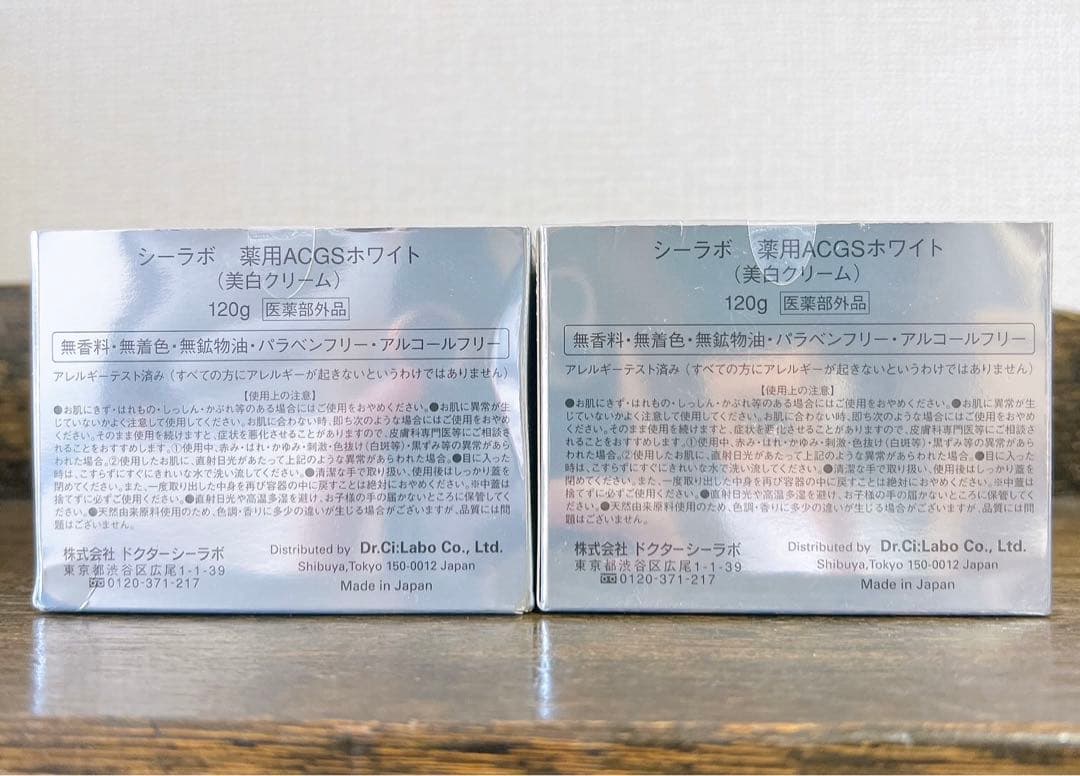 シーラボ 薬用ACGSホワイト
(美白クリーム)
120g 医薬部外品
無香料・無着色・無鉱物油・パラベンフリー・アルコールフリー
アレルギーテスト済み(すべての方にアレルギーが起きないというわけではありません)
【使用上の注意】
●お肌にきず・はれもの・しっしん・かぶれ等のある場合にはご使用をおやめください。●お肌に異常が生
じていないかよく注意して使用してください。お肌に合わない時、即ち次のような場合にはご使用をおやめ
ください。そのまま使用を続けますと、症状を悪化させることがありますので、皮膚科専門医等にご相談さ
れることをおすすめします。①使用中、赤み・はれ・かゆみ・刺激・色抜け(白斑等)・黒ずみ等の異常があら
われた場合。②使用したお肌に、直射日光があたって上記のような異常があらわれた場合。●目に入った
時は、こすらずにすぐにきれいな水で洗い流してください。●清潔な手で取り扱い、使用後はしっかり蓋を
閉めてください。また、一度取り出した中身を再び容器の中に戻すことは絶対におやめください。※中蓋は
捨てずに必ずご使用ください。●直射日光や高温多湿を避け、お子様の手の届かないところに保管してく
ださい。●天然由来原料使用のため、色調・香りに多少の違いが生じる場合がございますが、品質には問
題はございません。
株式会社 ドクターシーラボ
東京都渋谷区広尾1-1-39
0120-371-217
Distributed by Dr.Ci:Labo Co., Ltd.
Shibuya,Tokyo 150-0012 Japan
Made in Japan
シーラボ 薬用ACGSホワイト
(美白クリーム)
120g 医薬部外品
無香料・無着色・無鉱物油・パラベンフリー・アルコールフリー
アレルギーテスト済み(すべての方にアレルギーが起きないというわけではありません)
【使用上の注意】
●お肌にきず・はれもの・しっしん・かぶれ等のある場合にはご使用をおやめください。●お肌に異常が生
じていないかよく注意して使用してください。お肌に合わない時、即ち次のような場合にはご使用をおやめ
ください。そのまま使用を続けますと、症状を悪化させることがありますので、皮膚科専門医等にご相談さ
れることをおすすめします。①使用中、赤み・はれ・かゆみ・刺激・色抜け(白斑等)・黒ずみ等の異常があら
われた場合。②使用したお肌に、直射日光があたって上記のような異常があらわれた場合。●目に入った
時は、こすらずにすぐにきれいな水で洗い流してください。●清潔な手で取り扱い、使用後はしっかり蓋を
閉めてください。また、一度取り出した中身を再び容器の中に戻すことは絶対におやめください。※中蓋は
捨てずに必ずご使用ください。●直射日光や高温多湿を避け、お子様の手の届かないところに保管してく
ださい。●天然由来原料使用のため、色調・香りに多少の違いが生じる場合がございますが、品質には問
題はございません。
株式会社 ドクターシーラボ
東京都渋谷区広尾1-1-39
0120-371-217
Distributed by Dr.Ci:Labo Co., Ltd.
Shibuya,Tokyo 150-0012 Japan
Made in Japan